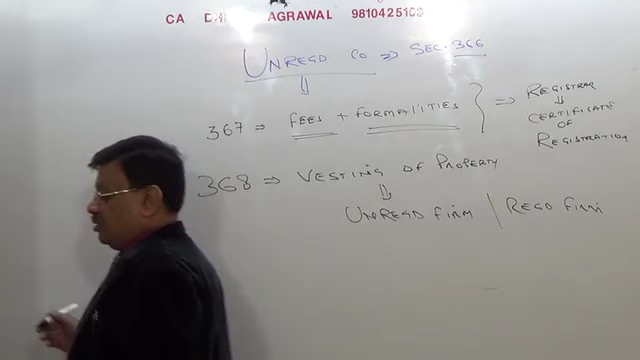 CA DH AGRAWAL 9810425103
UNREGD CO ⇒ SEC. 366
⇓
367 ⇒ FEES + FORMALITIES } ⇒ REGISTRAR
⇓
CERTIFICATE
OF
REGISTRATION
368 ⇒ VESTING OF PROPERTY
⇓
UNREGD FIRM | REGD FIRM